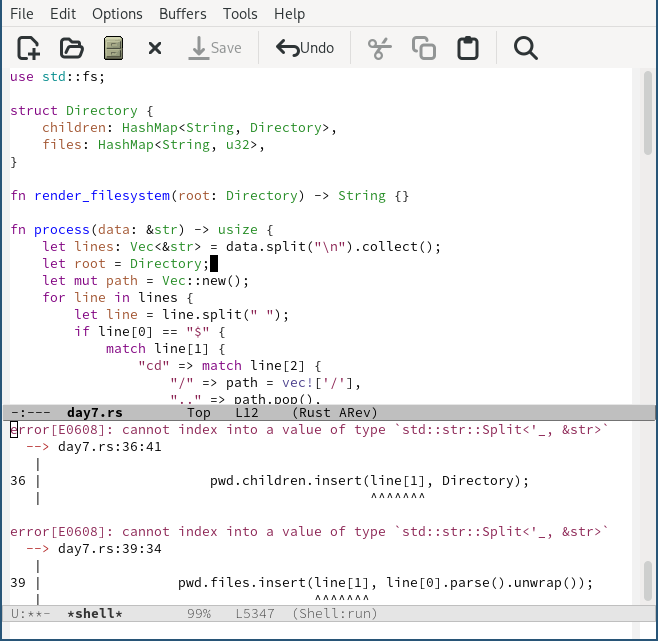 File Edit Options Buffers Tools Help
Save Undo
use std::fs;
struct Directory {
    children: HashMap<String, Directory>,
    files: HashMap<String, u32>,
}
fn render_filesystem(root: Directory) -> String {}
fn process(data: &str) -> usize {
    let lines: Vec<&str> = data.split("\n").collect();
    let root = Directory;
    let mut path = Vec::new();
    for line in lines {
        let line = line.split(" ");
        if line[0] == "$" {
            match line[1] {
                "cd" => match line[2] {
                    "/" => path = vec!['/'],
                    ".." => path.pop(),
-:--- day7.rs Top L12 (Rust ARev)
error[E0608]: cannot index into a value of type `std::str::Split<'_, &str>`
  --> day7.rs:36:41
   |
36 |                     pwd.children.insert(line[1], Directory);
   |                                         ^^^^^^^
error[E0608]: cannot index into a value of type `std::str::Split<'_, &str>`
  --> day7.rs:39:34
   |
39 |                 pwd.files.insert(line[1], line[0].parse().unwrap());
   |                                  ^^^^^^^
U:**- *shell* 99% L5347 (Shell:run)